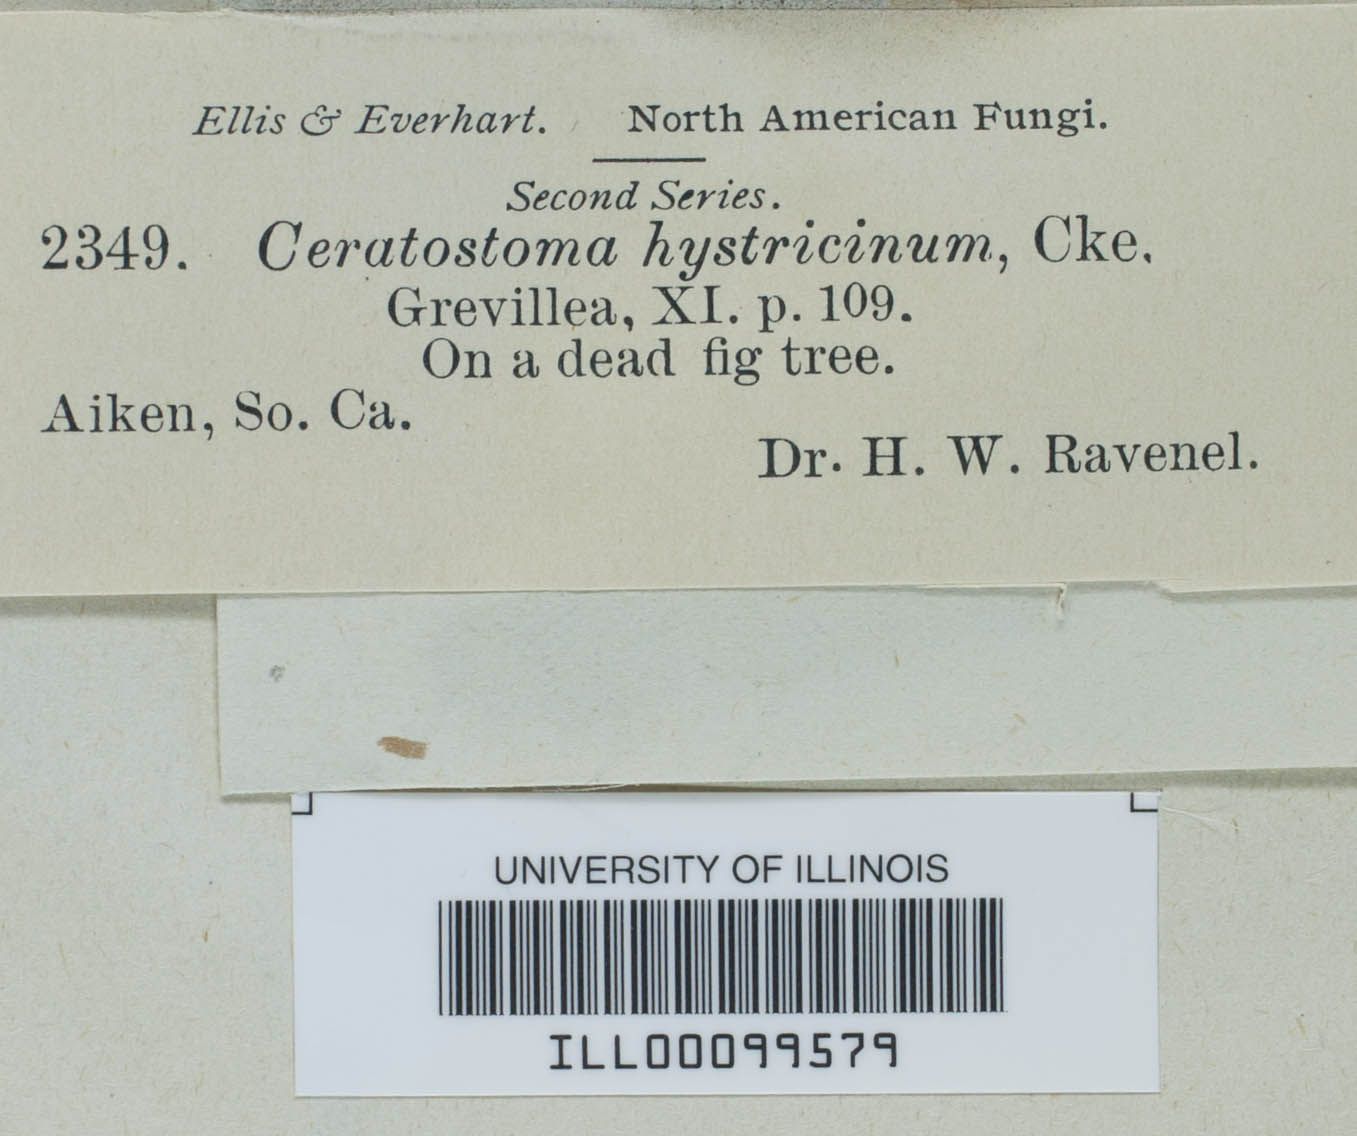 Ellis & Everhart. North American Fungi.
Second Series.
2349. Ceratostoma hystricinum, Cke.
Grevillea, XI. p. 109.
On a dead fig tree.
Aiken, So. Ca.
Dr. H. W. Ravenel.
UNIVERSITY OF ILLINOIS
ILL00099579